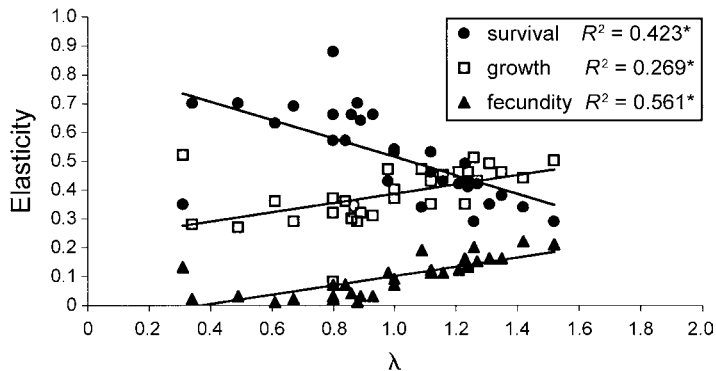 survival R² = 0.423*
growth R² = 0.269*
fecundity R² = 0.561*
Elasticity
1.0
0.9
0.8
0.7
0.6
0.5
0.4
0.3
0.2
0.1
0
0 0.2 0.4 0.6 0.8 1.0 1.2 1.4 1.6 1.8 2.0
λ